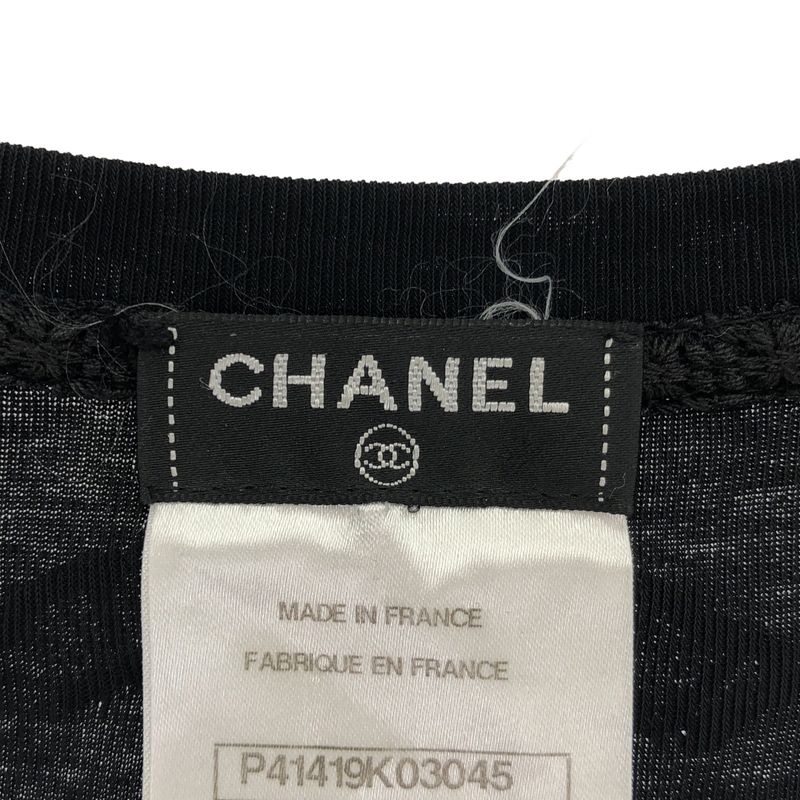 CHANEL
MADE IN FRANCE
FABRIQUE EN FRANCE
P41419K03045